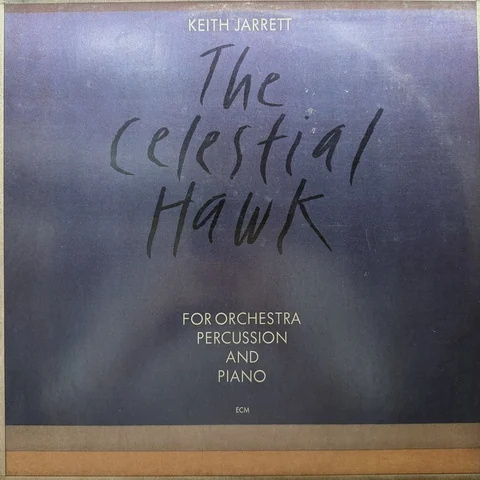 KEITH JARRETT
The
Celestial
Hawk
FOR ORCHESTRA
PERCUSSION
AND
PIANO
ECM